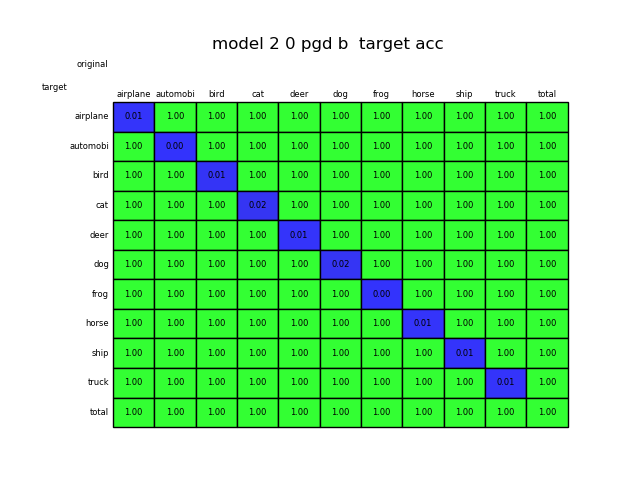 model 2 0 pgd b  target acc
original
target
airplane automobi bird cat deer dog frog horse ship truck total
airplane 0.01 1.00 1.00 1.00 1.00 1.00 1.00 1.00 1.00 1.00 1.00
automobi 1.00 0.00 1.00 1.00 1.00 1.00 1.00 1.00 1.00 1.00 1.00
bird 1.00 1.00 0.01 1.00 1.00 1.00 1.00 1.00 1.00 1.00 1.00
cat 1.00 1.00 1.00 0.02 1.00 1.00 1.00 1.00 1.00 1.00 1.00
deer 1.00 1.00 1.00 1.00 0.01 1.00 1.00 1.00 1.00 1.00 1.00
dog 1.00 1.00 1.00 1.00 1.00 0.02 1.00 1.00 1.00 1.00 1.00
frog 1.00 1.00 1.00 1.00 1.00 1.00 0.00 1.00 1.00 1.00 1.00
horse 1.00 1.00 1.00 1.00 1.00 1.00 1.00 0.01 1.00 1.00 1.00
ship 1.00 1.00 1.00 1.00 1.00 1.00 1.00 1.00 0.01 1.00 1.00
truck 1.00 1.00 1.00 1.00 1.00 1.00 1.00 1.00 1.00 0.01 1.00
total 1.00 1.00 1.00 1.00 1.00 1.00 1.00 1.00 1.00 1.00 1.00